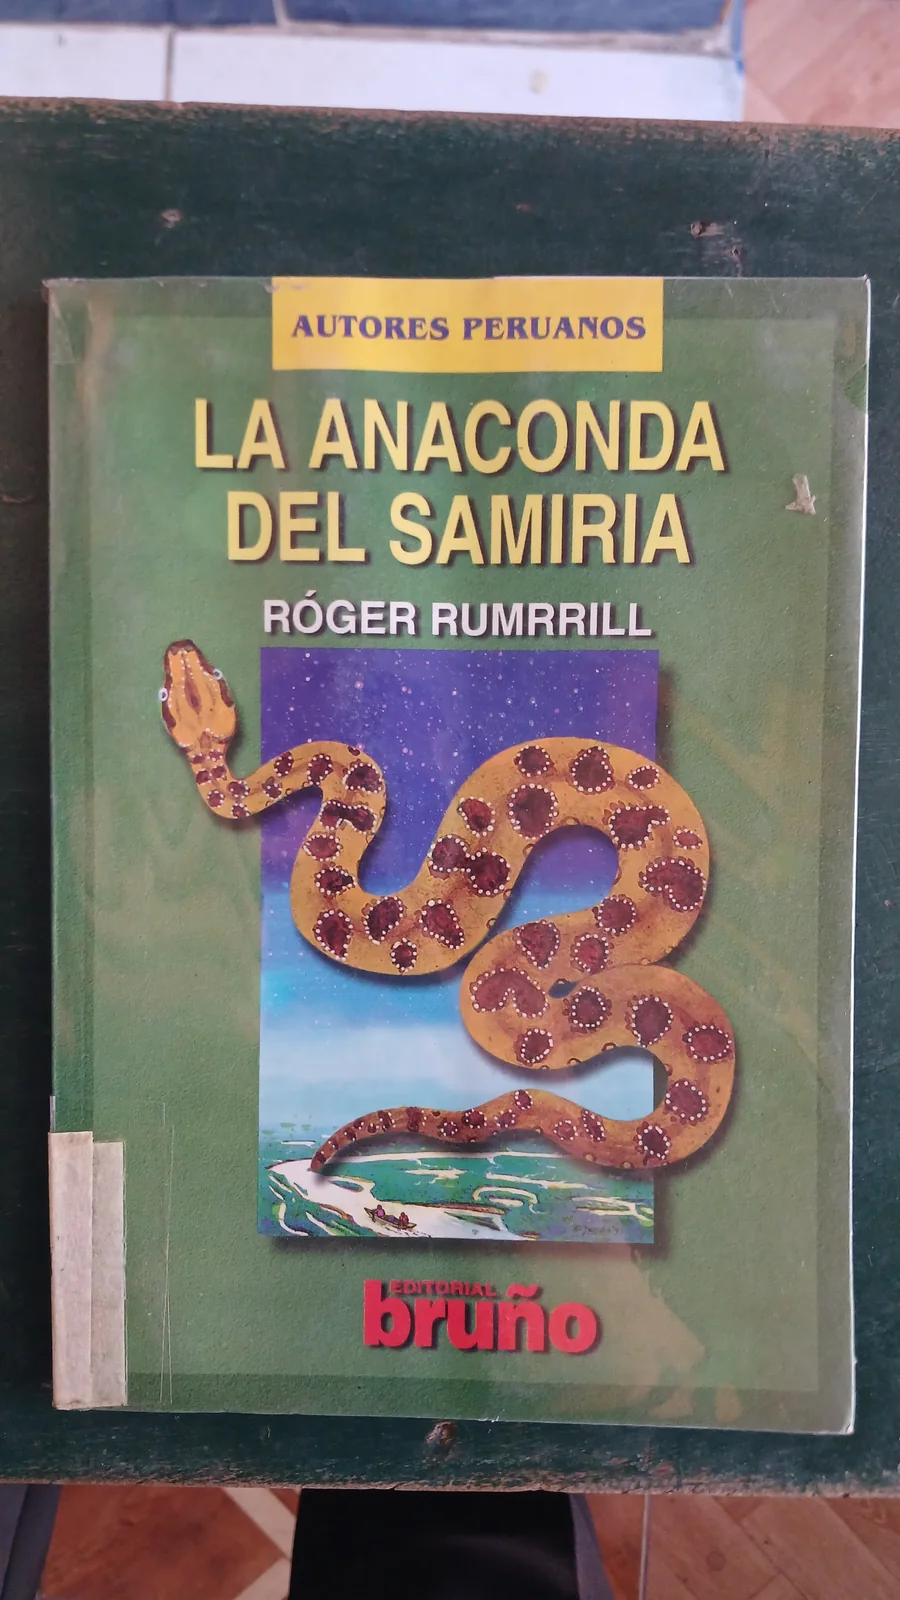 AUTORES PERUANOS
LA ANACONDA
DEL SAMIRIA
RÓGER RUMRRILL
EDITORIAL
bruño